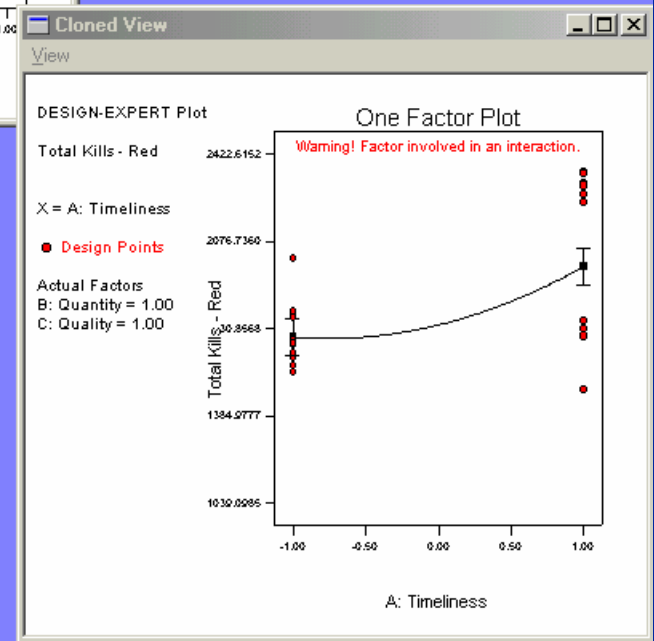 Cloned View
View
DESIGN-EXPERT Plot
Total Kills - Red
X = A: Timeliness
Design Points
Actual Factors
B: Quantity = 1.00
C: Quality = 1.00
One Factor Plot
Warning! Factor involved in an interaction.
Total Kills - Red
2422.6152
2076.7360
1384.9777
1039.0985
-1.00
-0.50
0.00
0.50
1.00
A: Timeliness